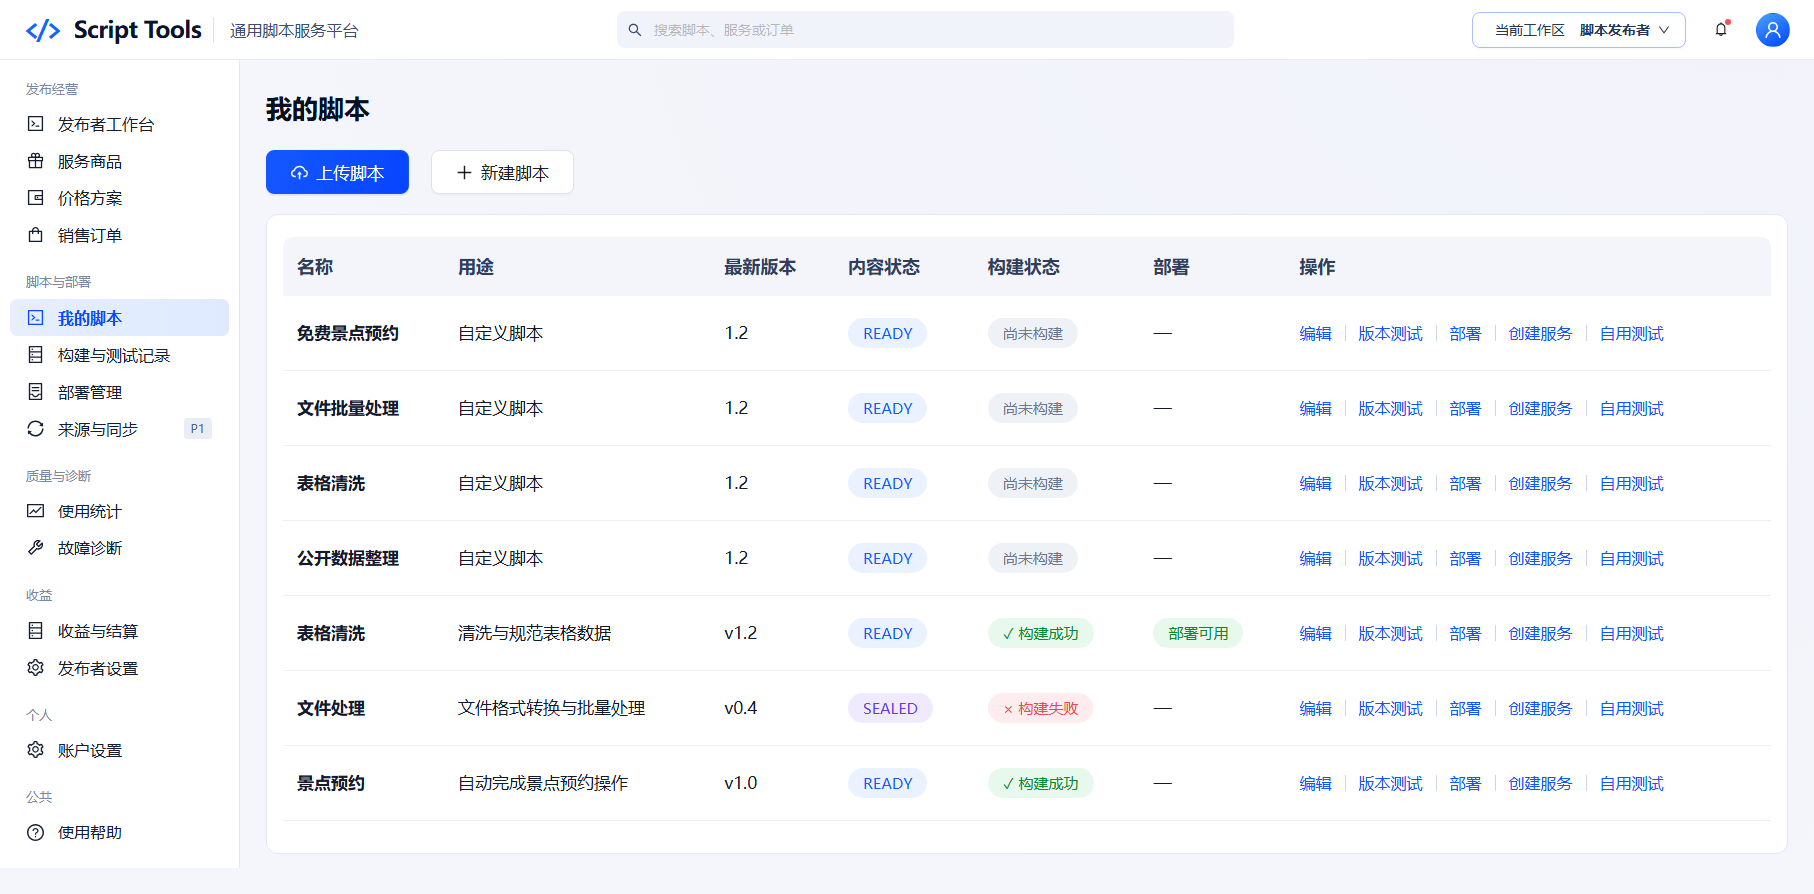 Script Tools 通用脚本服务平台 搜索脚本、服务或订单 当前工作区 脚本发布者
发布经营
发布者工作台
服务商品
价格方案
销售订单
脚本与部署
我的脚本
构建与测试记录
部署管理
来源与同步 P1
质量与诊断
使用统计
故障诊断
收益
收益与结算
发布者设置
个人
账户设置
公共
使用帮助
我的脚本
上传脚本 新建脚本
名称 用途 最新版本 内容状态 构建状态 部署 操作
免费景点预约 自定义脚本 1.2 READY 尚未构建 — 编辑 版本测试 部署 创建服务 自用测试
文件批量处理 自定义脚本 1.2 READY 尚未构建 — 编辑 版本测试 部署 创建服务 自用测试
表格清洗 自定义脚本 1.2 READY 尚未构建 — 编辑 版本测试 部署 创建服务 自用测试
公开数据整理 自定义脚本 1.2 READY 尚未构建 — 编辑 版本测试 部署 创建服务 自用测试
表格清洗 清洗与规范表格数据 v1.2 READY ✓ 构建成功 部署可用 编辑 版本测试 部署 创建服务 自用测试
文件处理 文件格式转换与批量处理 v0.4 SEALED × 构建失败 — 编辑 版本测试 部署 创建服务 自用测试
景点预约 自动完成景点预约操作 v1.0 READY ✓ 构建成功 — 编辑 版本测试 部署 创建服务 自用测试